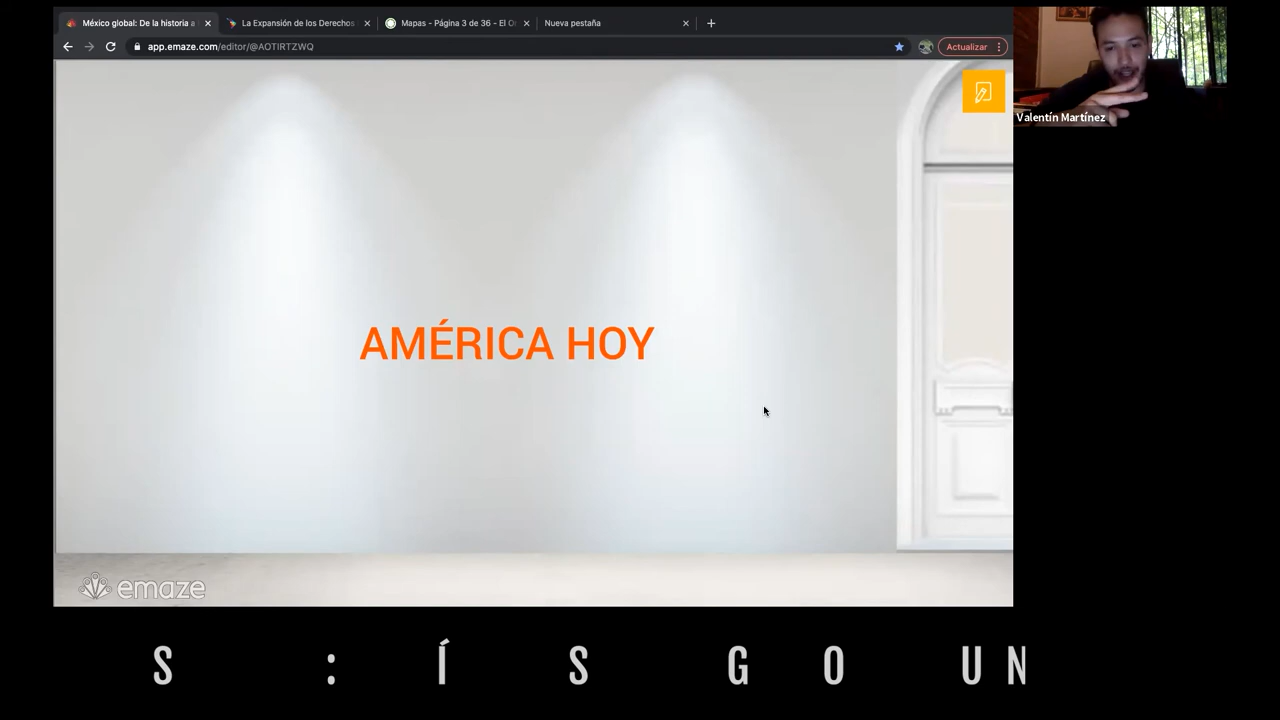 México global: De la historia a
La Expansión de los Derechos
Mapas - Página 3 de 36 - El O
Nueva pestaña
app.emaze.com/editor/@AOTIRTZWQ
Actualizar
Valentín Martínez
AMÉRICA HOY
emaze
S : Í S G O U N